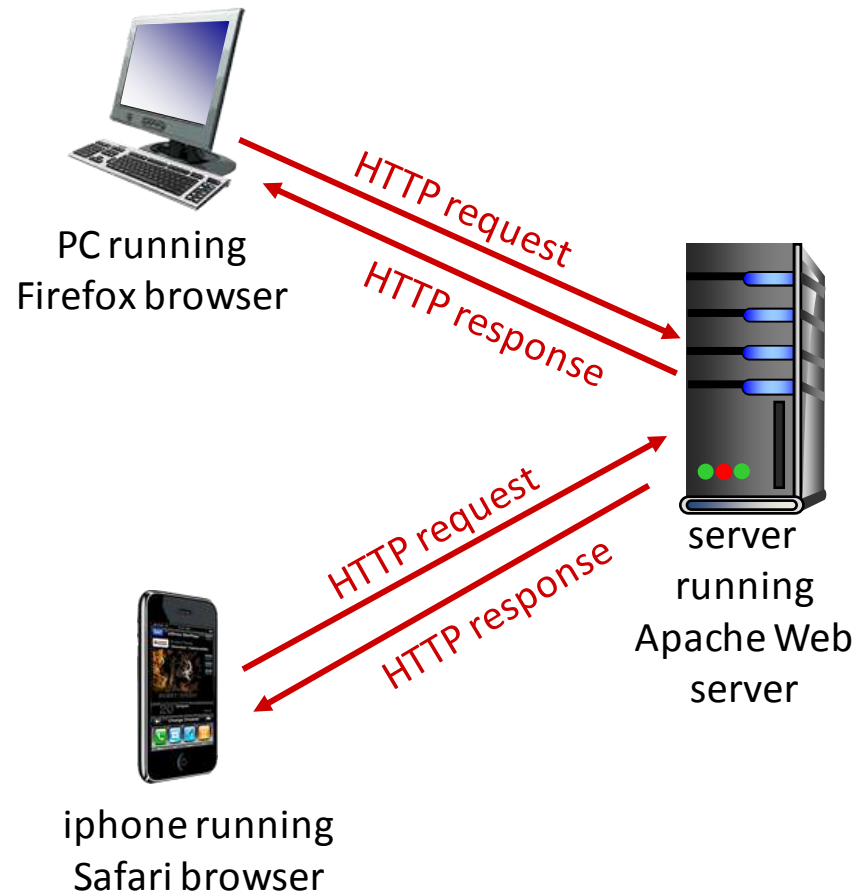 HTTP request
HTTP response
PC running
Firefox browser
HTTP request
HTTP response
server
running
Apache Web
server
iphone running
Safari browser